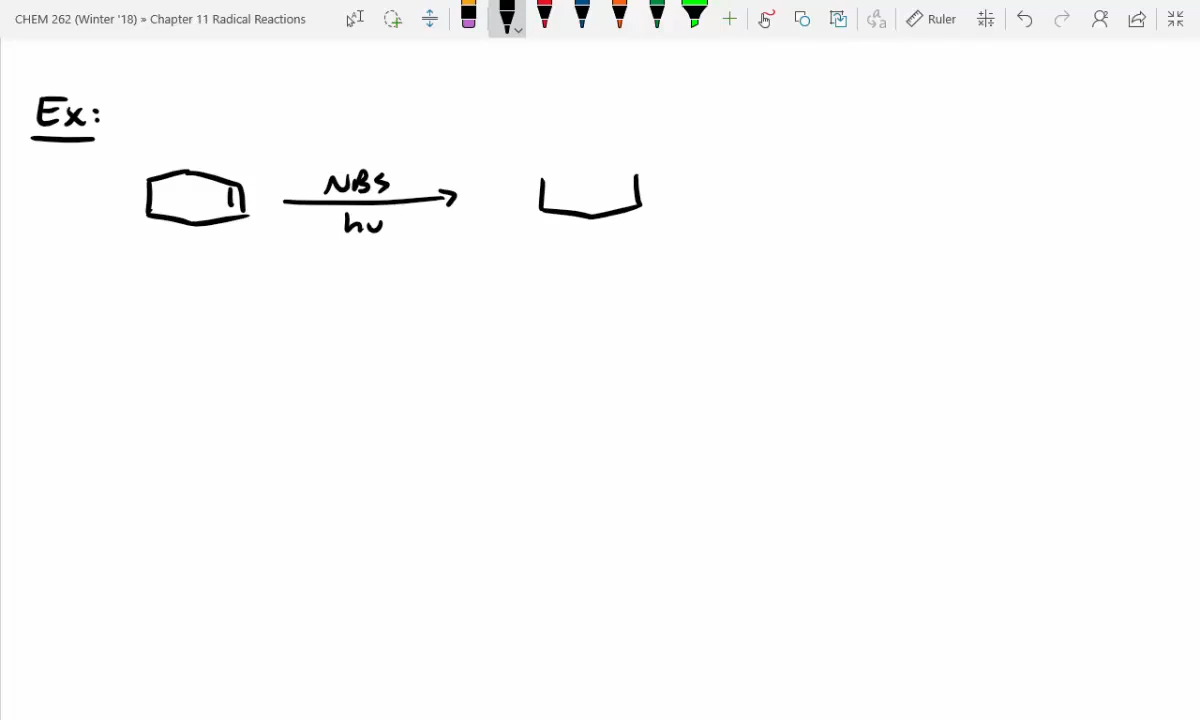 CHEM 262 (Winter '18) » Chapter 11 Radical Reactions
Ruler
Ex:
NBS
hν